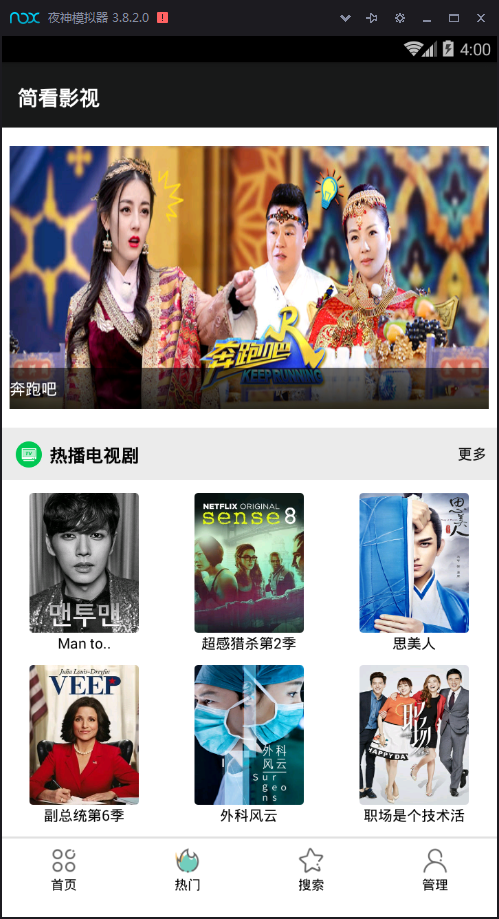 nox 夜神模拟器 3.8.2.0
4:00
简看影视
奔跑吧
KEEP RUNNING
奔跑吧
热播电视剧
更多
맨투맨
NETFLIX ORIGINAL
sense8
思美人
Man to..
超感猎杀第2季
思美人
Julia Louis-Dreyfus
VEEP
外科
风云
Surgeons
职场
HAPPY DAY
副总统第6季
外科风云
职场是个技术活
首页
热门
搜索
管理